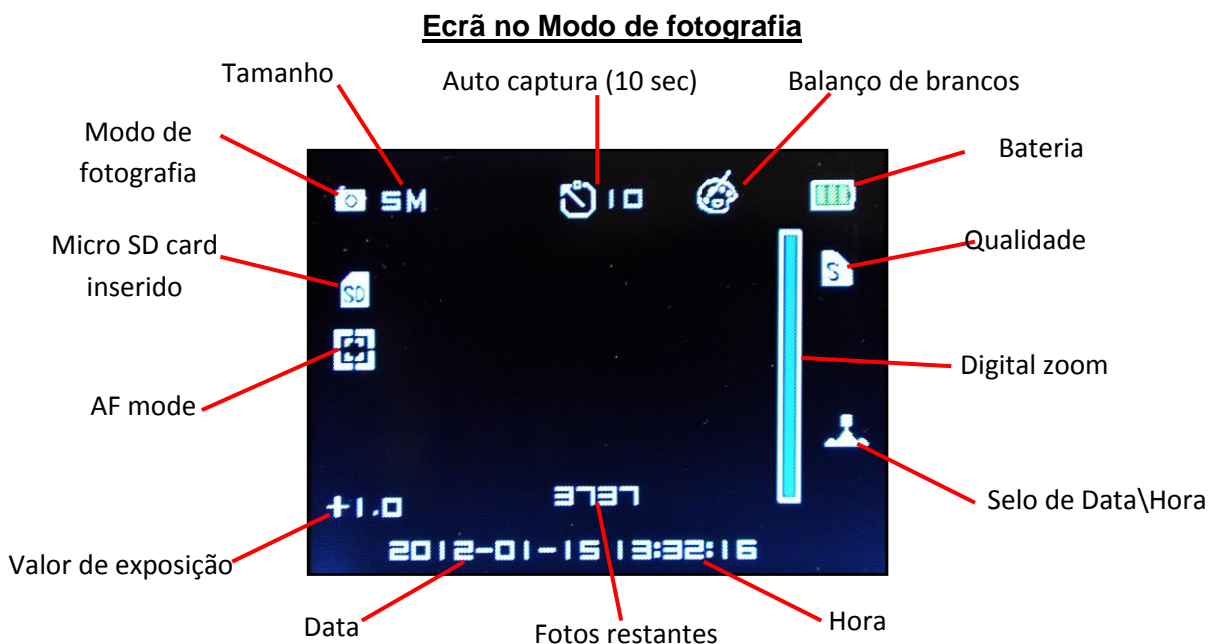 Ecrã no Modo de fotografia
Tamanho
Auto captura (10 sec)
Balanço de brancos
Modo de
fotografia
Bateria
5M
10
Qualidade
Micro SD card
inserido
S
SD
Digital zoom
AF mode
Selo de Data\Hora
+1.0
3737
Valor de exposição
2012-01-15 13:32:16
Data
Fotos restantes
Hora